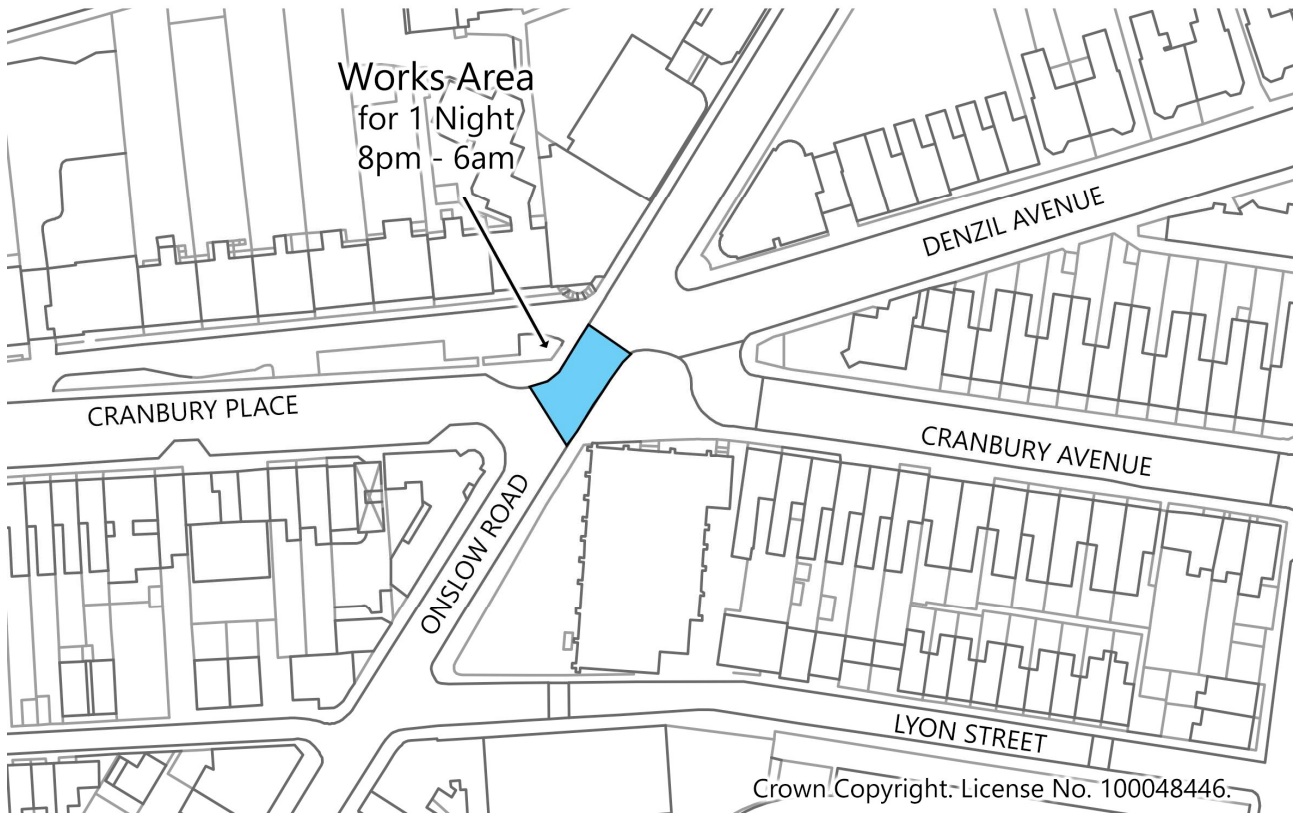 Works Area
for 1 Night
8pm - 6am
DENZIL AVENUE
CRANBURY PLACE
CRANBURY AVENUE
ONSLOW ROAD
LYON STREET
Crown Copyright. License No. 100048446.